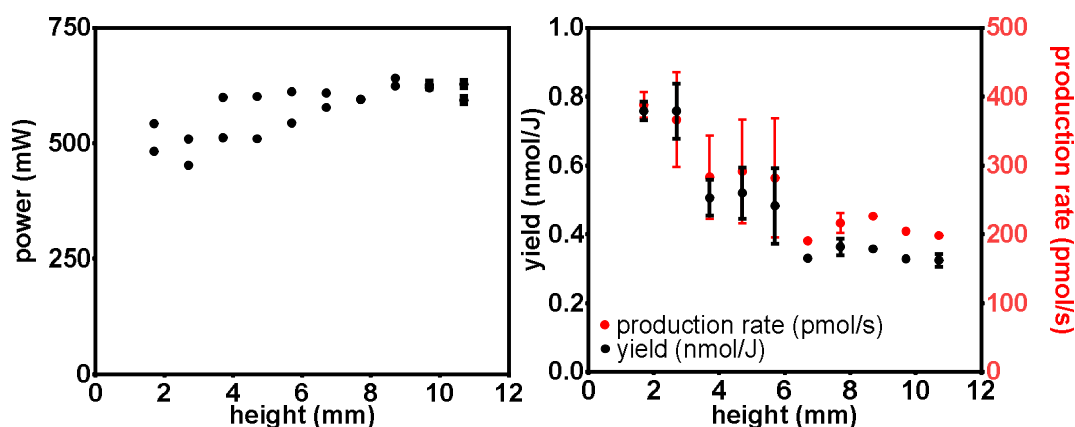 750
500
250
0
power (mW)
0 2 4 6 8 10 12
height (mm)
1.0
0.8
0.6
0.4
0.2
0.0
yield (nmol/J)
production rate (pmol/s)
yield (nmol/J)
0 2 4 6 8 10 12
height (mm)
500
400
300
200
100
0
production rate
(pmol/s)